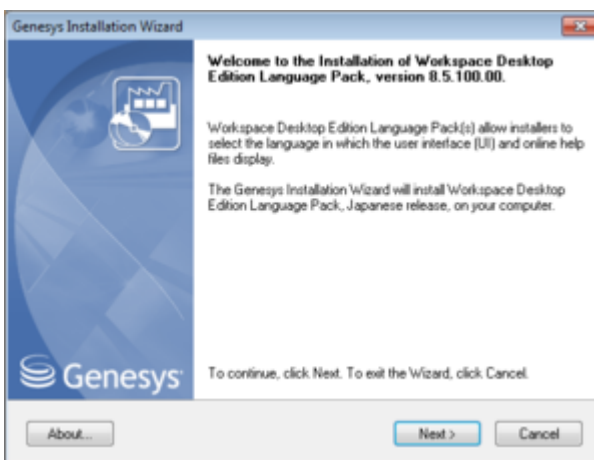 Genesys Installation Wizard
Welcome to the Installation of Workspace Desktop
Edition Language Pack, version 8.5.100.00.
Workspace Desktop Edition Language Pack(s) allow installers to
select the language in which the user interface (UI) and online help
files display.
The Genesys Installation Wizard will install Workspace Desktop
Edition Language Pack, Japanese release, on your computer.
Genesys
To continue, click Next. To exit the Wizard, click Cancel.
About... Next > Cancel